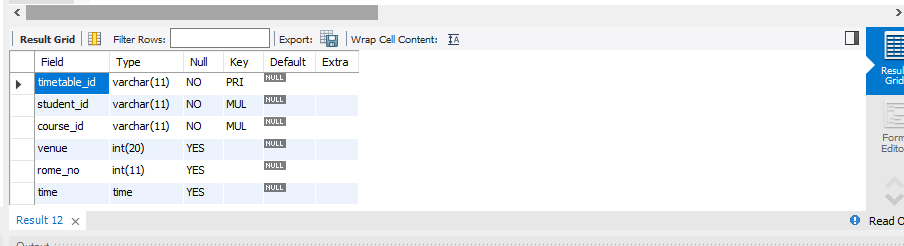 Result Grid Filter Rows: Export: Wrap Cell Content:
Field Type Null Key Default Extra
timetable_id varchar(11) NO PRI NULL
student_id varchar(11) NO MUL NULL
course_id varchar(11) NO MUL NULL
venue int(20) YES NULL
rome_no int(11) YES NULL
time time YES NULL
Result 12
Resu
Grid
Form
Edito
Read O
Output